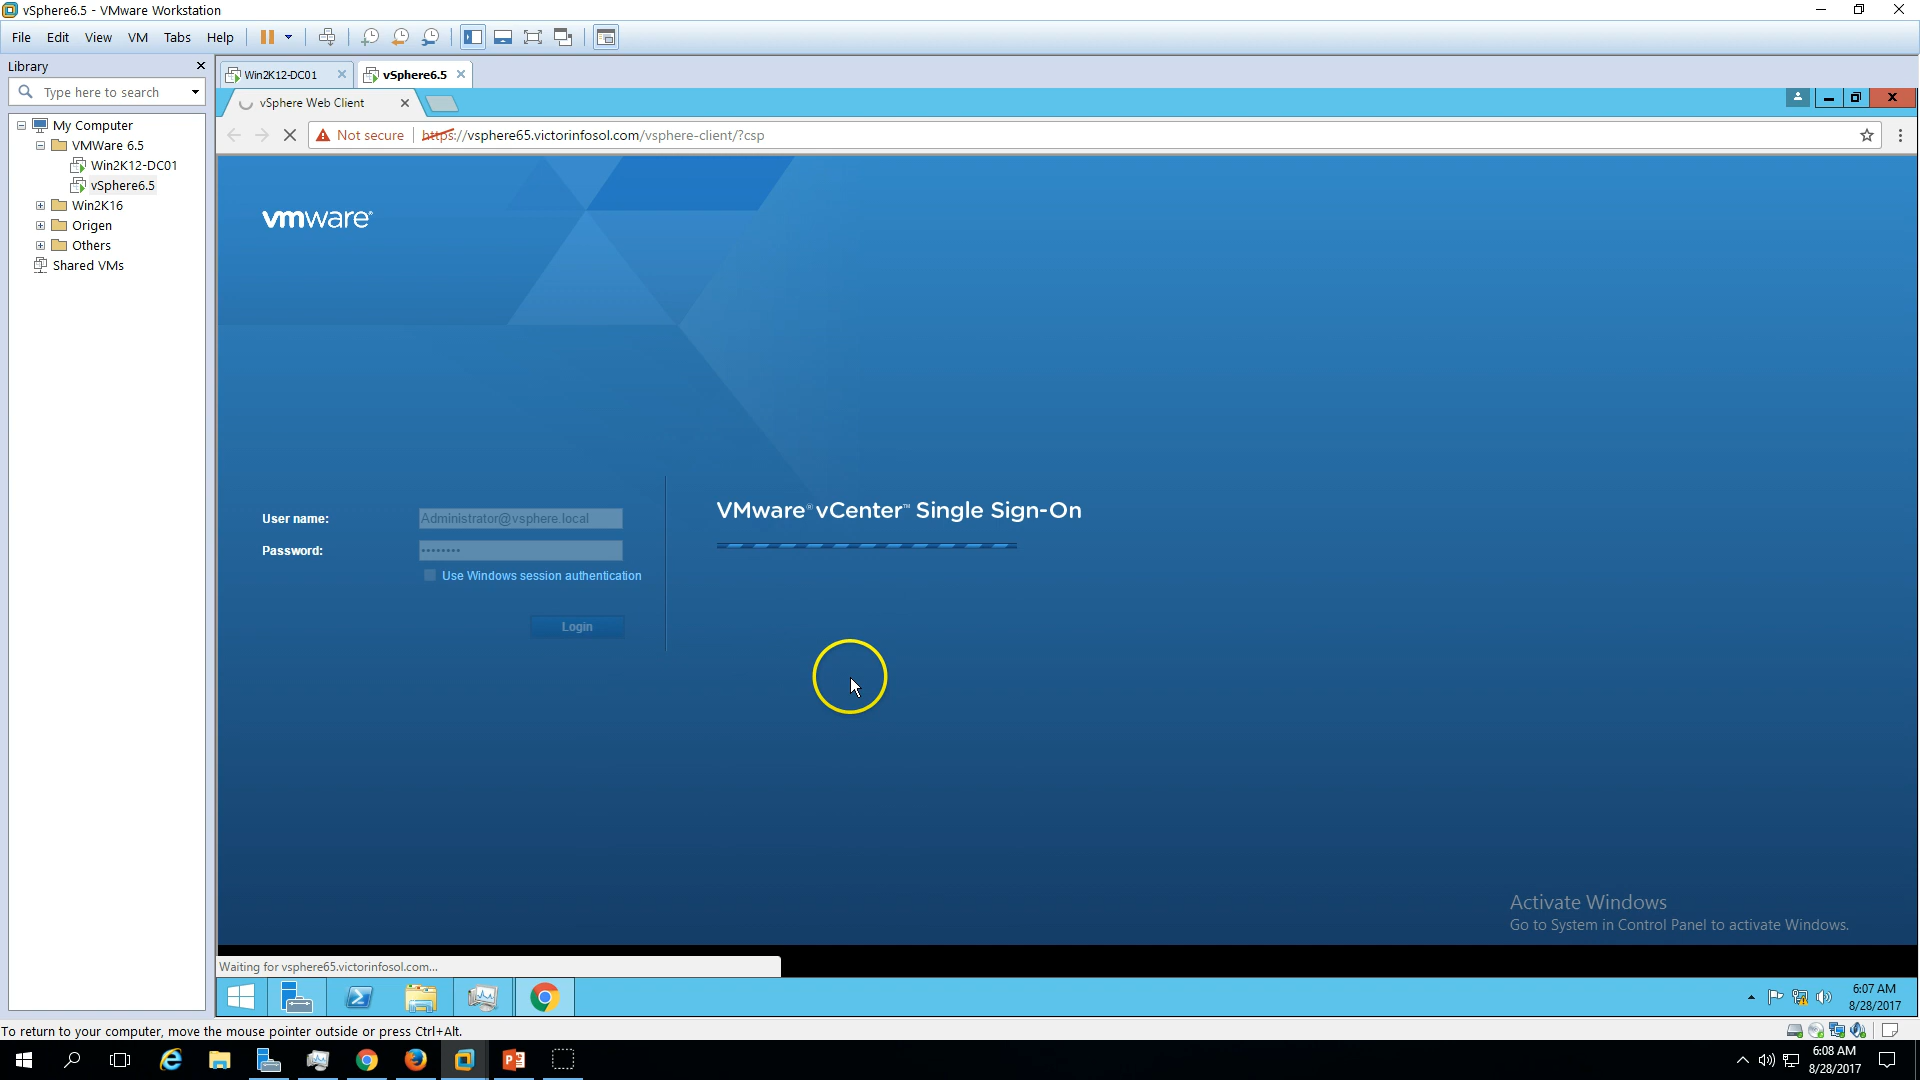 vSphere6.5 - VMware Workstation
File Edit View VM Tabs Help
Library
Type here to search
My Computer
VMWare 6.5
Win2K12-DC01
vSphere6.5
Win2K16
Origen
Others
Shared VMs
Win2K12-DC01 vSphere6.5
vSphere Web Client
Not secure https://vsphere65.victorinfosol.com/vsphere-client/?csp
vmware®
User name: Administrator@vsphere.local
Password: ••••••••
Use Windows session authentication
Login
VMware® vCenter™ Single Sign-On
Activate Windows
Go to System in Control Panel to activate Windows.
Waiting for vsphere65.victorinfosol.com...
6:07 AM
8/28/2017
To return to your computer, move the mouse pointer outside or press Ctrl+Alt.
6:08 AM
8/28/2017